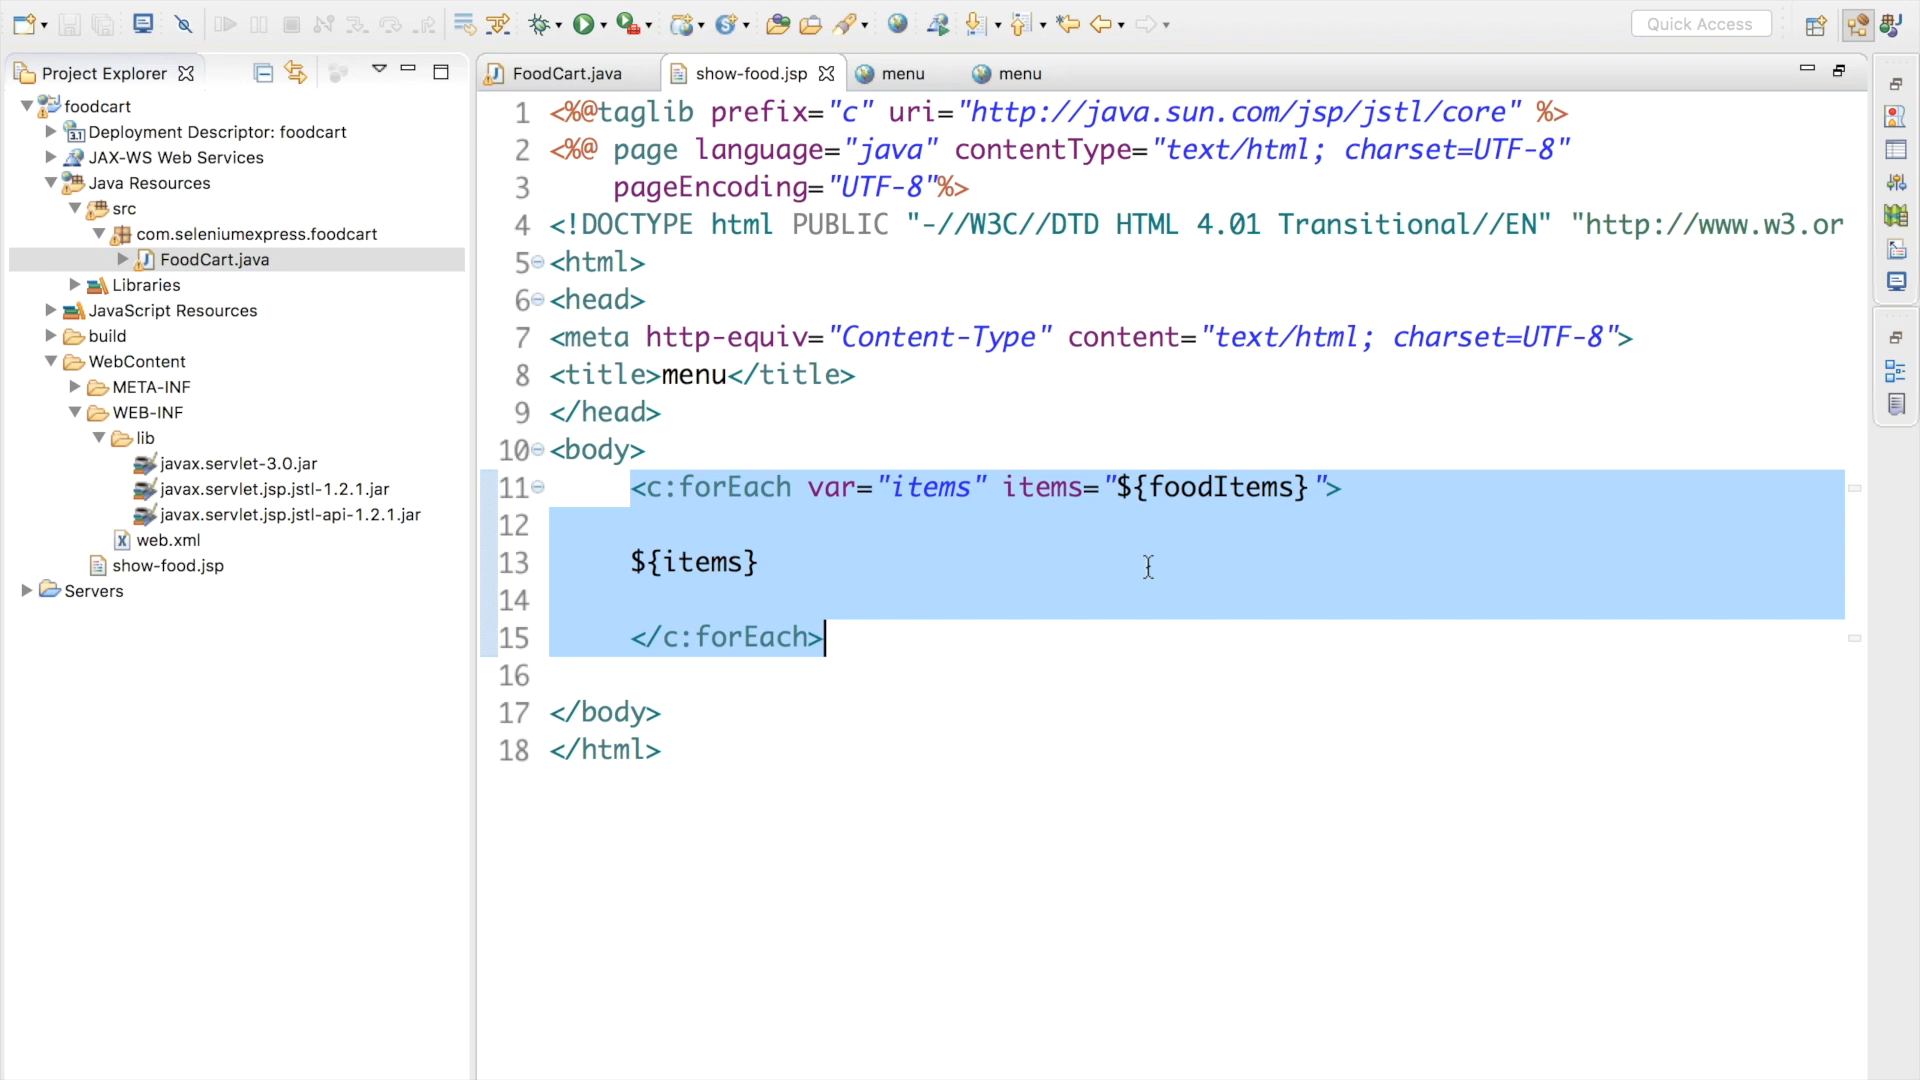 Quick Access
Project Explorer
foodcart
Deployment Descriptor: foodcart
JAX-WS Web Services
Java Resources
src
com.seleniumexpress.foodcart
FoodCart.java
Libraries
JavaScript Resources
build
WebContent
META-INF
WEB-INF
lib
javax.servlet-3.0.jar
javax.servlet.jsp.jstl-1.2.1.jar
javax.servlet.jsp.jstl-api-1.2.1.jar
web.xml
show-food.jsp
Servers
FoodCart.java show-food.jsp menu menu
1 <%@taglib prefix="c" uri="http://java.sun.com/jsp/jstl/core" %>
2 <%@ page language="java" contentType="text/html; charset=UTF-8"
3 pageEncoding="UTF-8"%>
4 <!DOCTYPE html PUBLIC "-//W3C//DTD HTML 4.01 Transitional//EN" "http://www.w3.or
5 <html>
6 <head>
7 <meta http-equiv="Content-Type" content="text/html; charset=UTF-8">
8 <title>menu</title>
9 </head>
10 <body>
11 <c:forEach var="items" items="${foodItems}">
12
13 ${items}
14
15 </c:forEach>
16
17 </body>
18 </html>